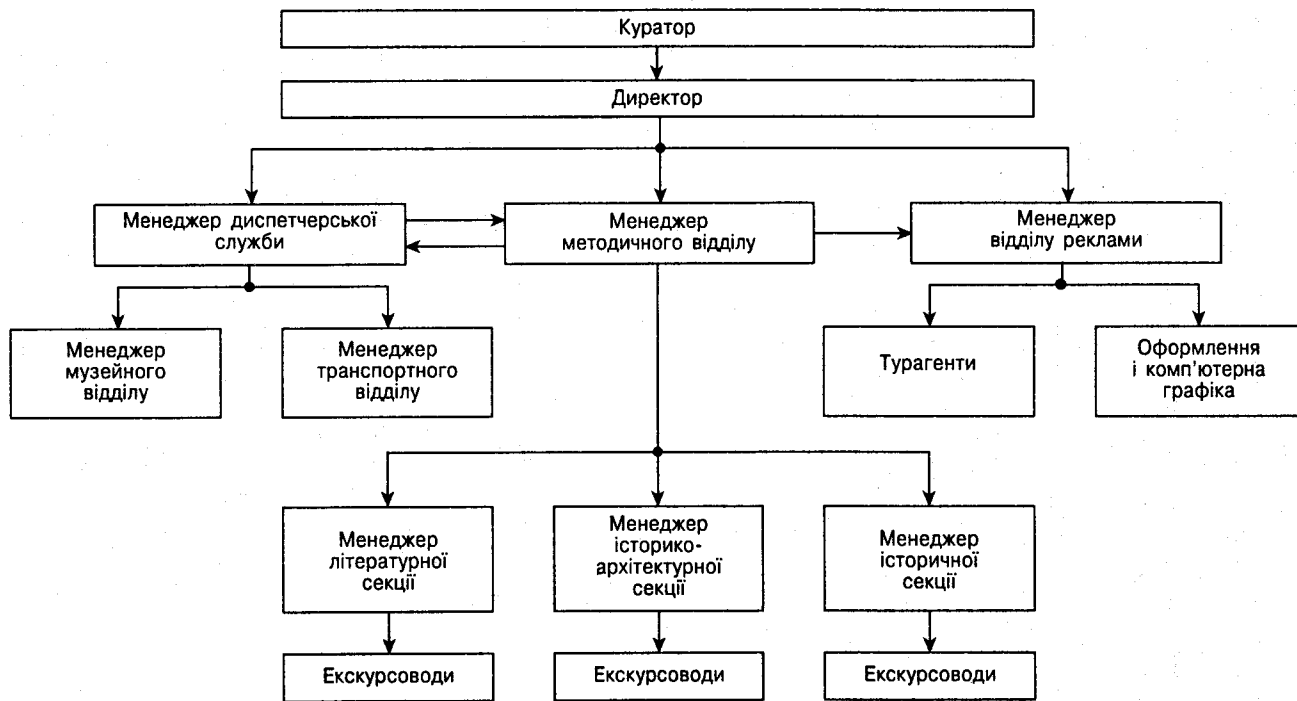 Куратор
Директор
Менеджер диспетчерської
служби
Менеджер
методичного відділу
Менеджер
відділу реклами
Менеджер
музейного
відділу
Менеджер
транспортного
відділу
Турагенти
Оформлення
і комп'ютерна
графіка
Менеджер
літературної
секції
Менеджер
історико-
архітектурної
секції
Менеджер
історичної
секції
Екскурсоводи
Екскурсоводи
Екскурсоводи